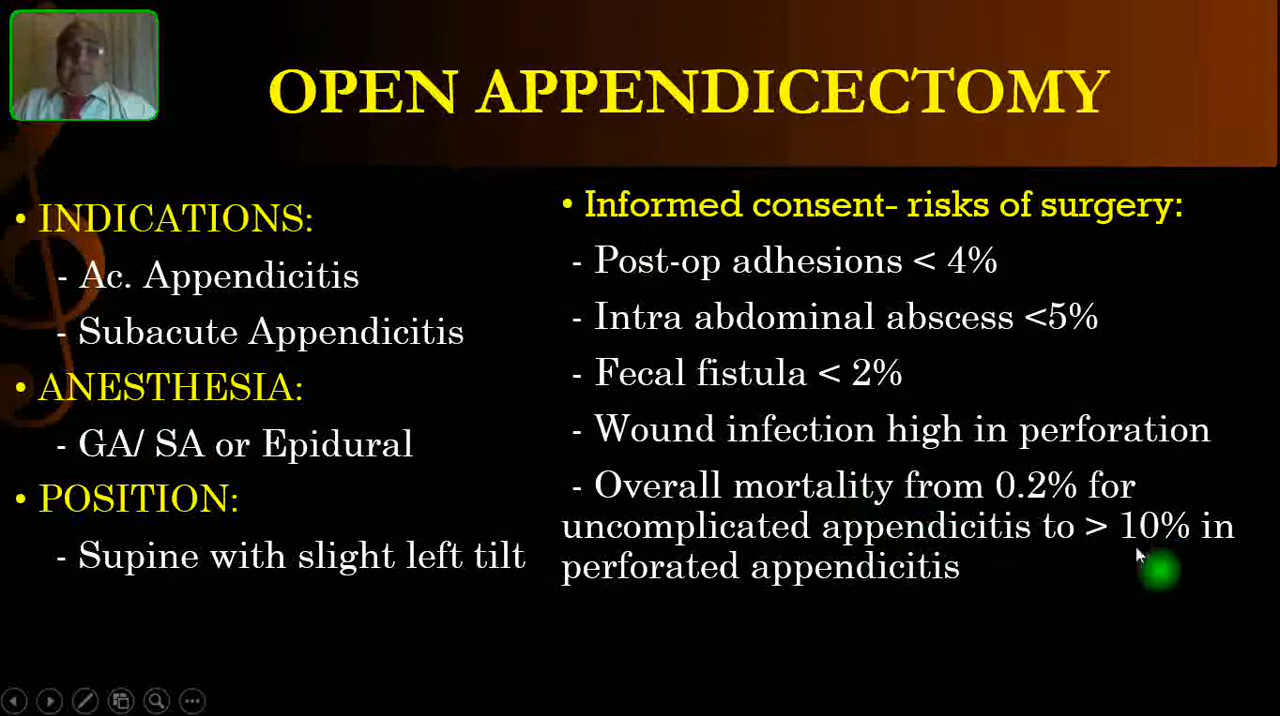 OPEN APPENDICECTOMY
• INDICATIONS:
- Ac. Appendicitis
- Subacute Appendicitis
• ANESTHESIA:
- GA/ SA or Epidural
• POSITION:
- Supine with slight left tilt
• Informed consent- risks of surgery:
- Post-op adhesions < 4%
- Intra abdominal abscess <5%
- Fecal fistula < 2%
- Wound infection high in perforation
- Overall mortality from 0.2% for
uncomplicated appendicitis to > 10% in
perforated appendicitis